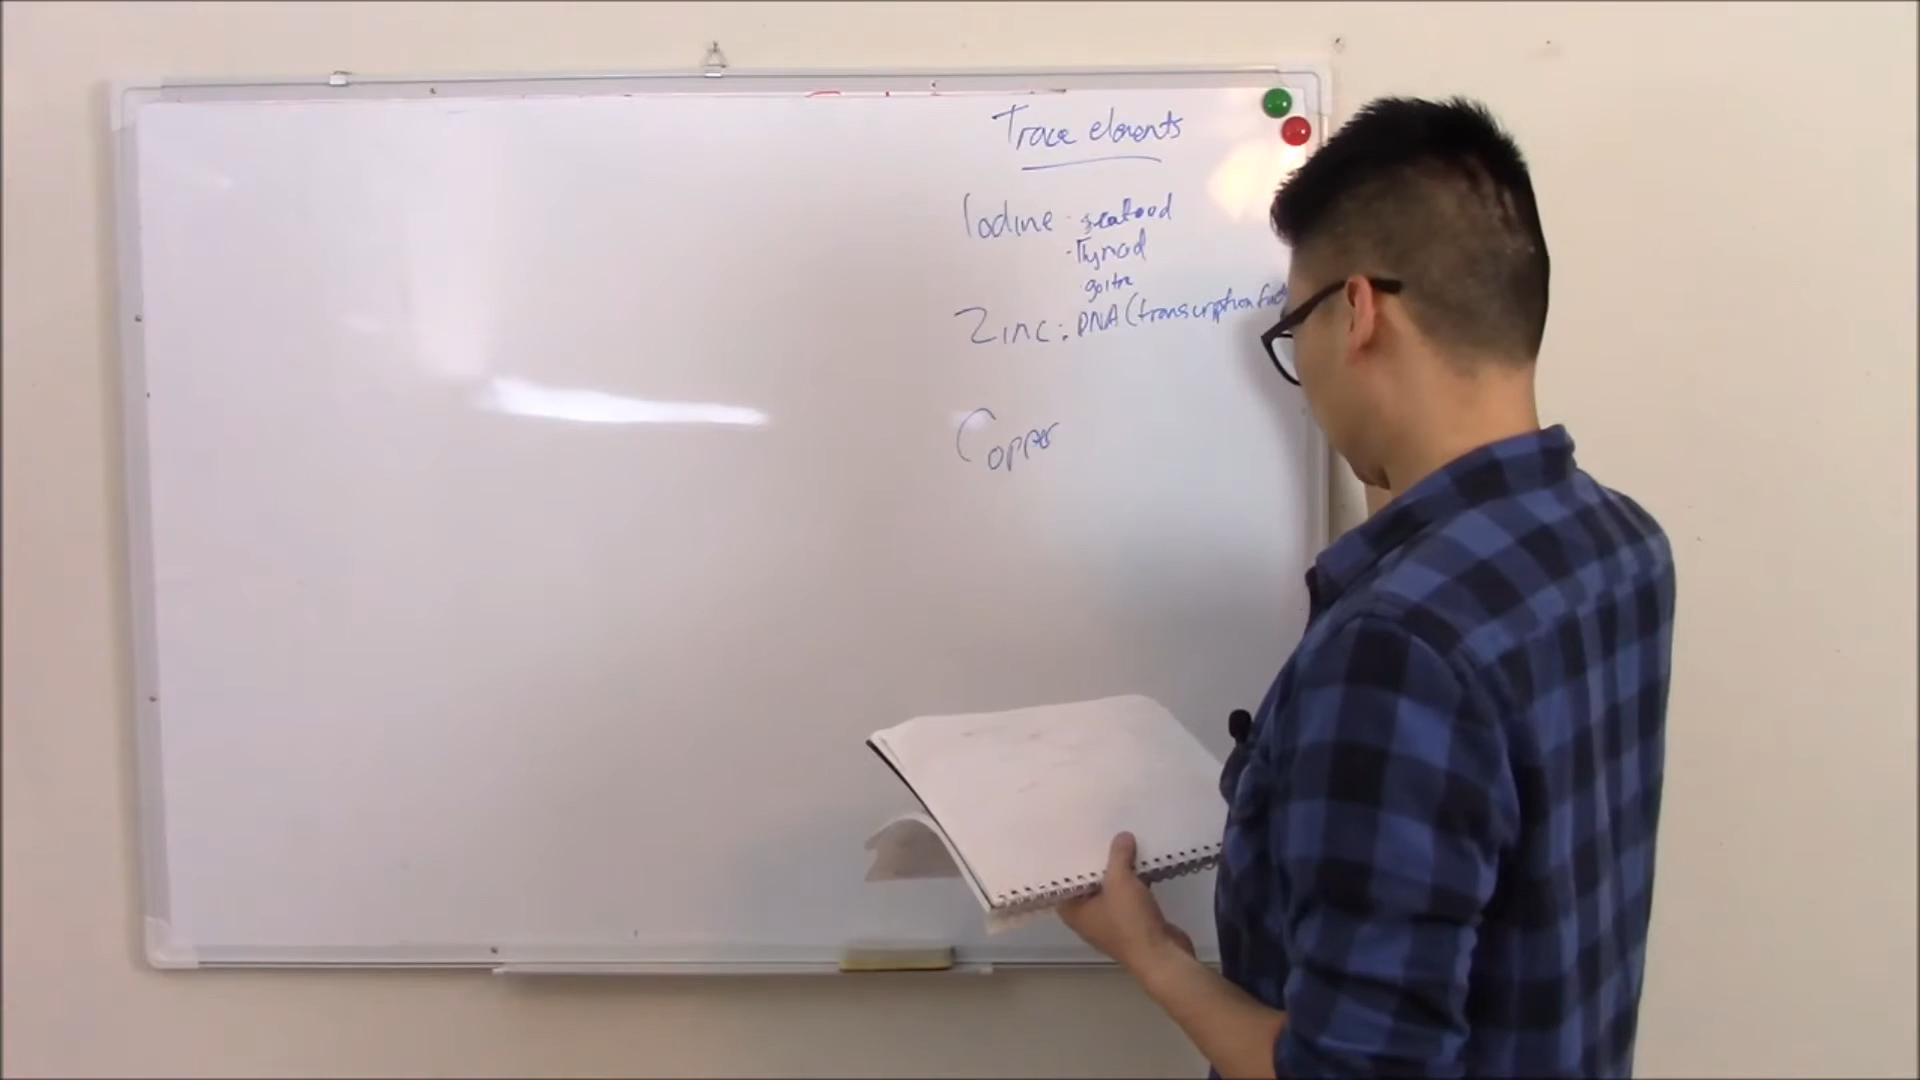 Trace elements
Iodine - seafood
- Thyroid
goitre
Zinc: DNA (transcription
Copper